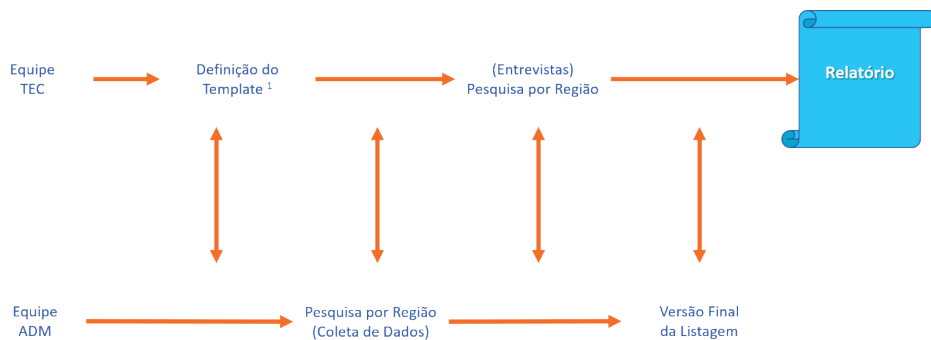 Equipe
TEC
Definição do
Template ¹
(Entrevistas)
Pesquisa por Região
Relatório
Equipe
ADM
Pesquisa por Região
(Coleta de Dados)
Versão Final
da Listagem